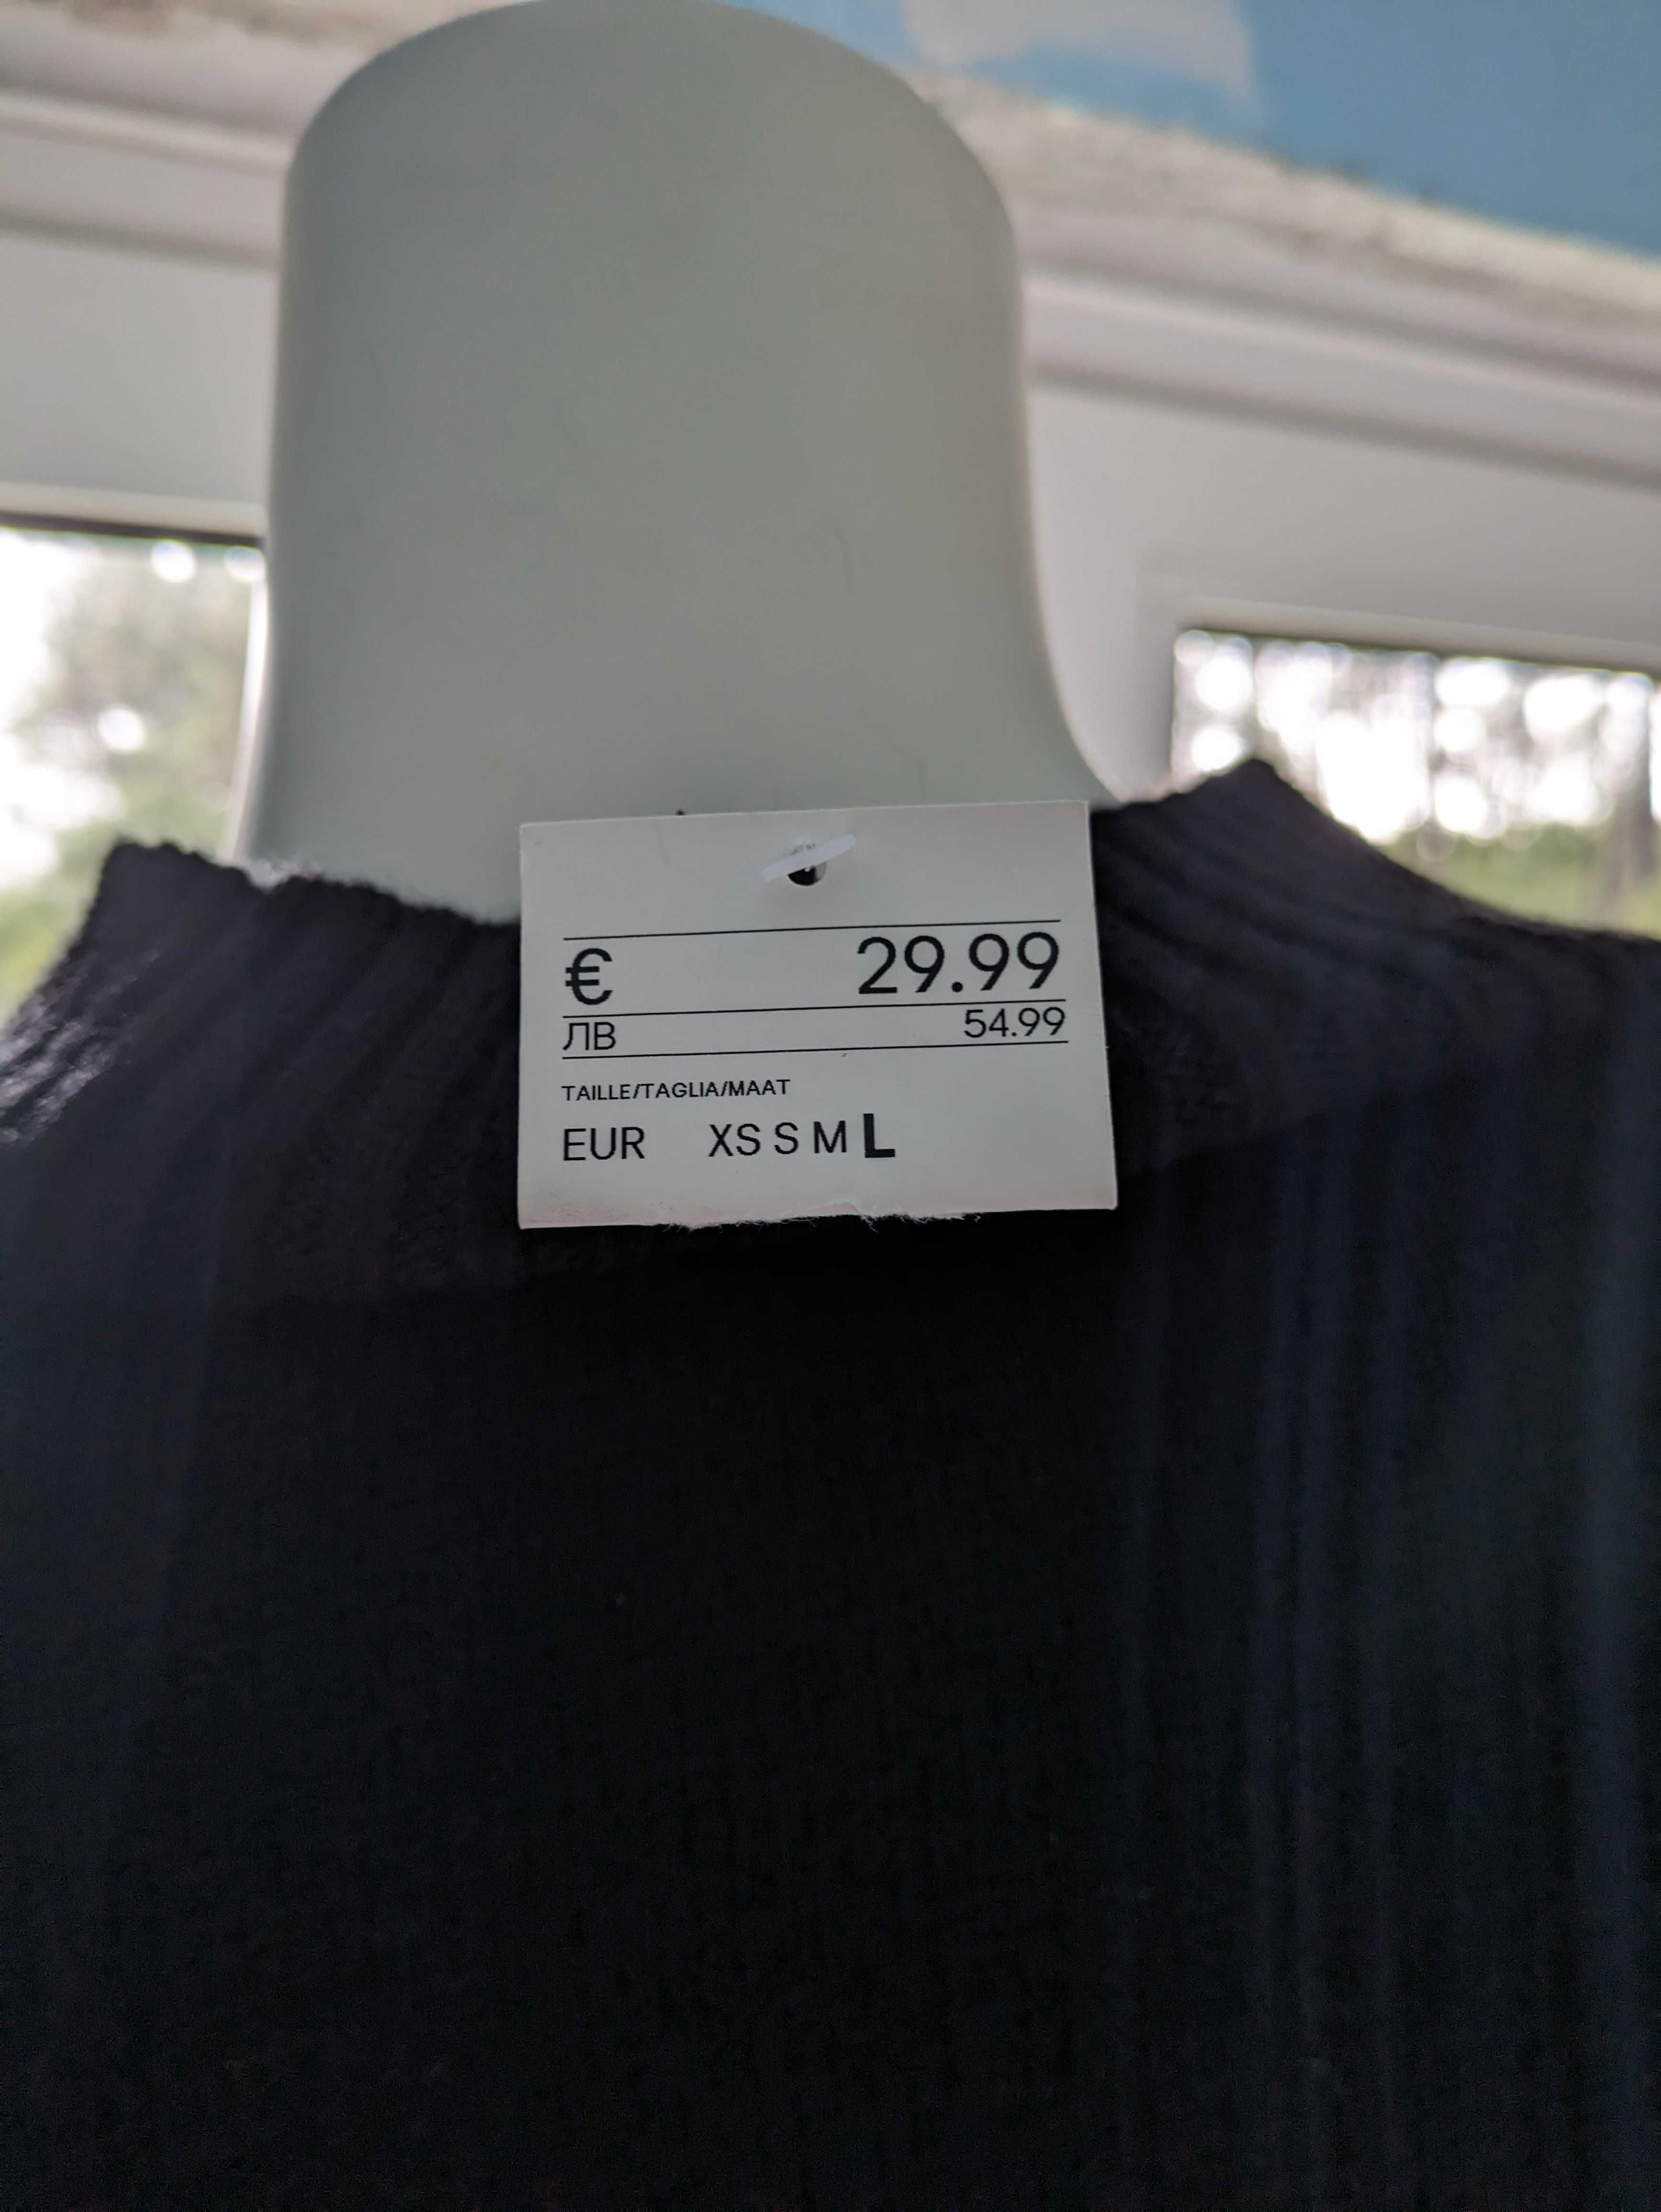 € 29.99
ЛВ 54.99
TAILLE/TAGLIA/MAAT
EUR XS S M L